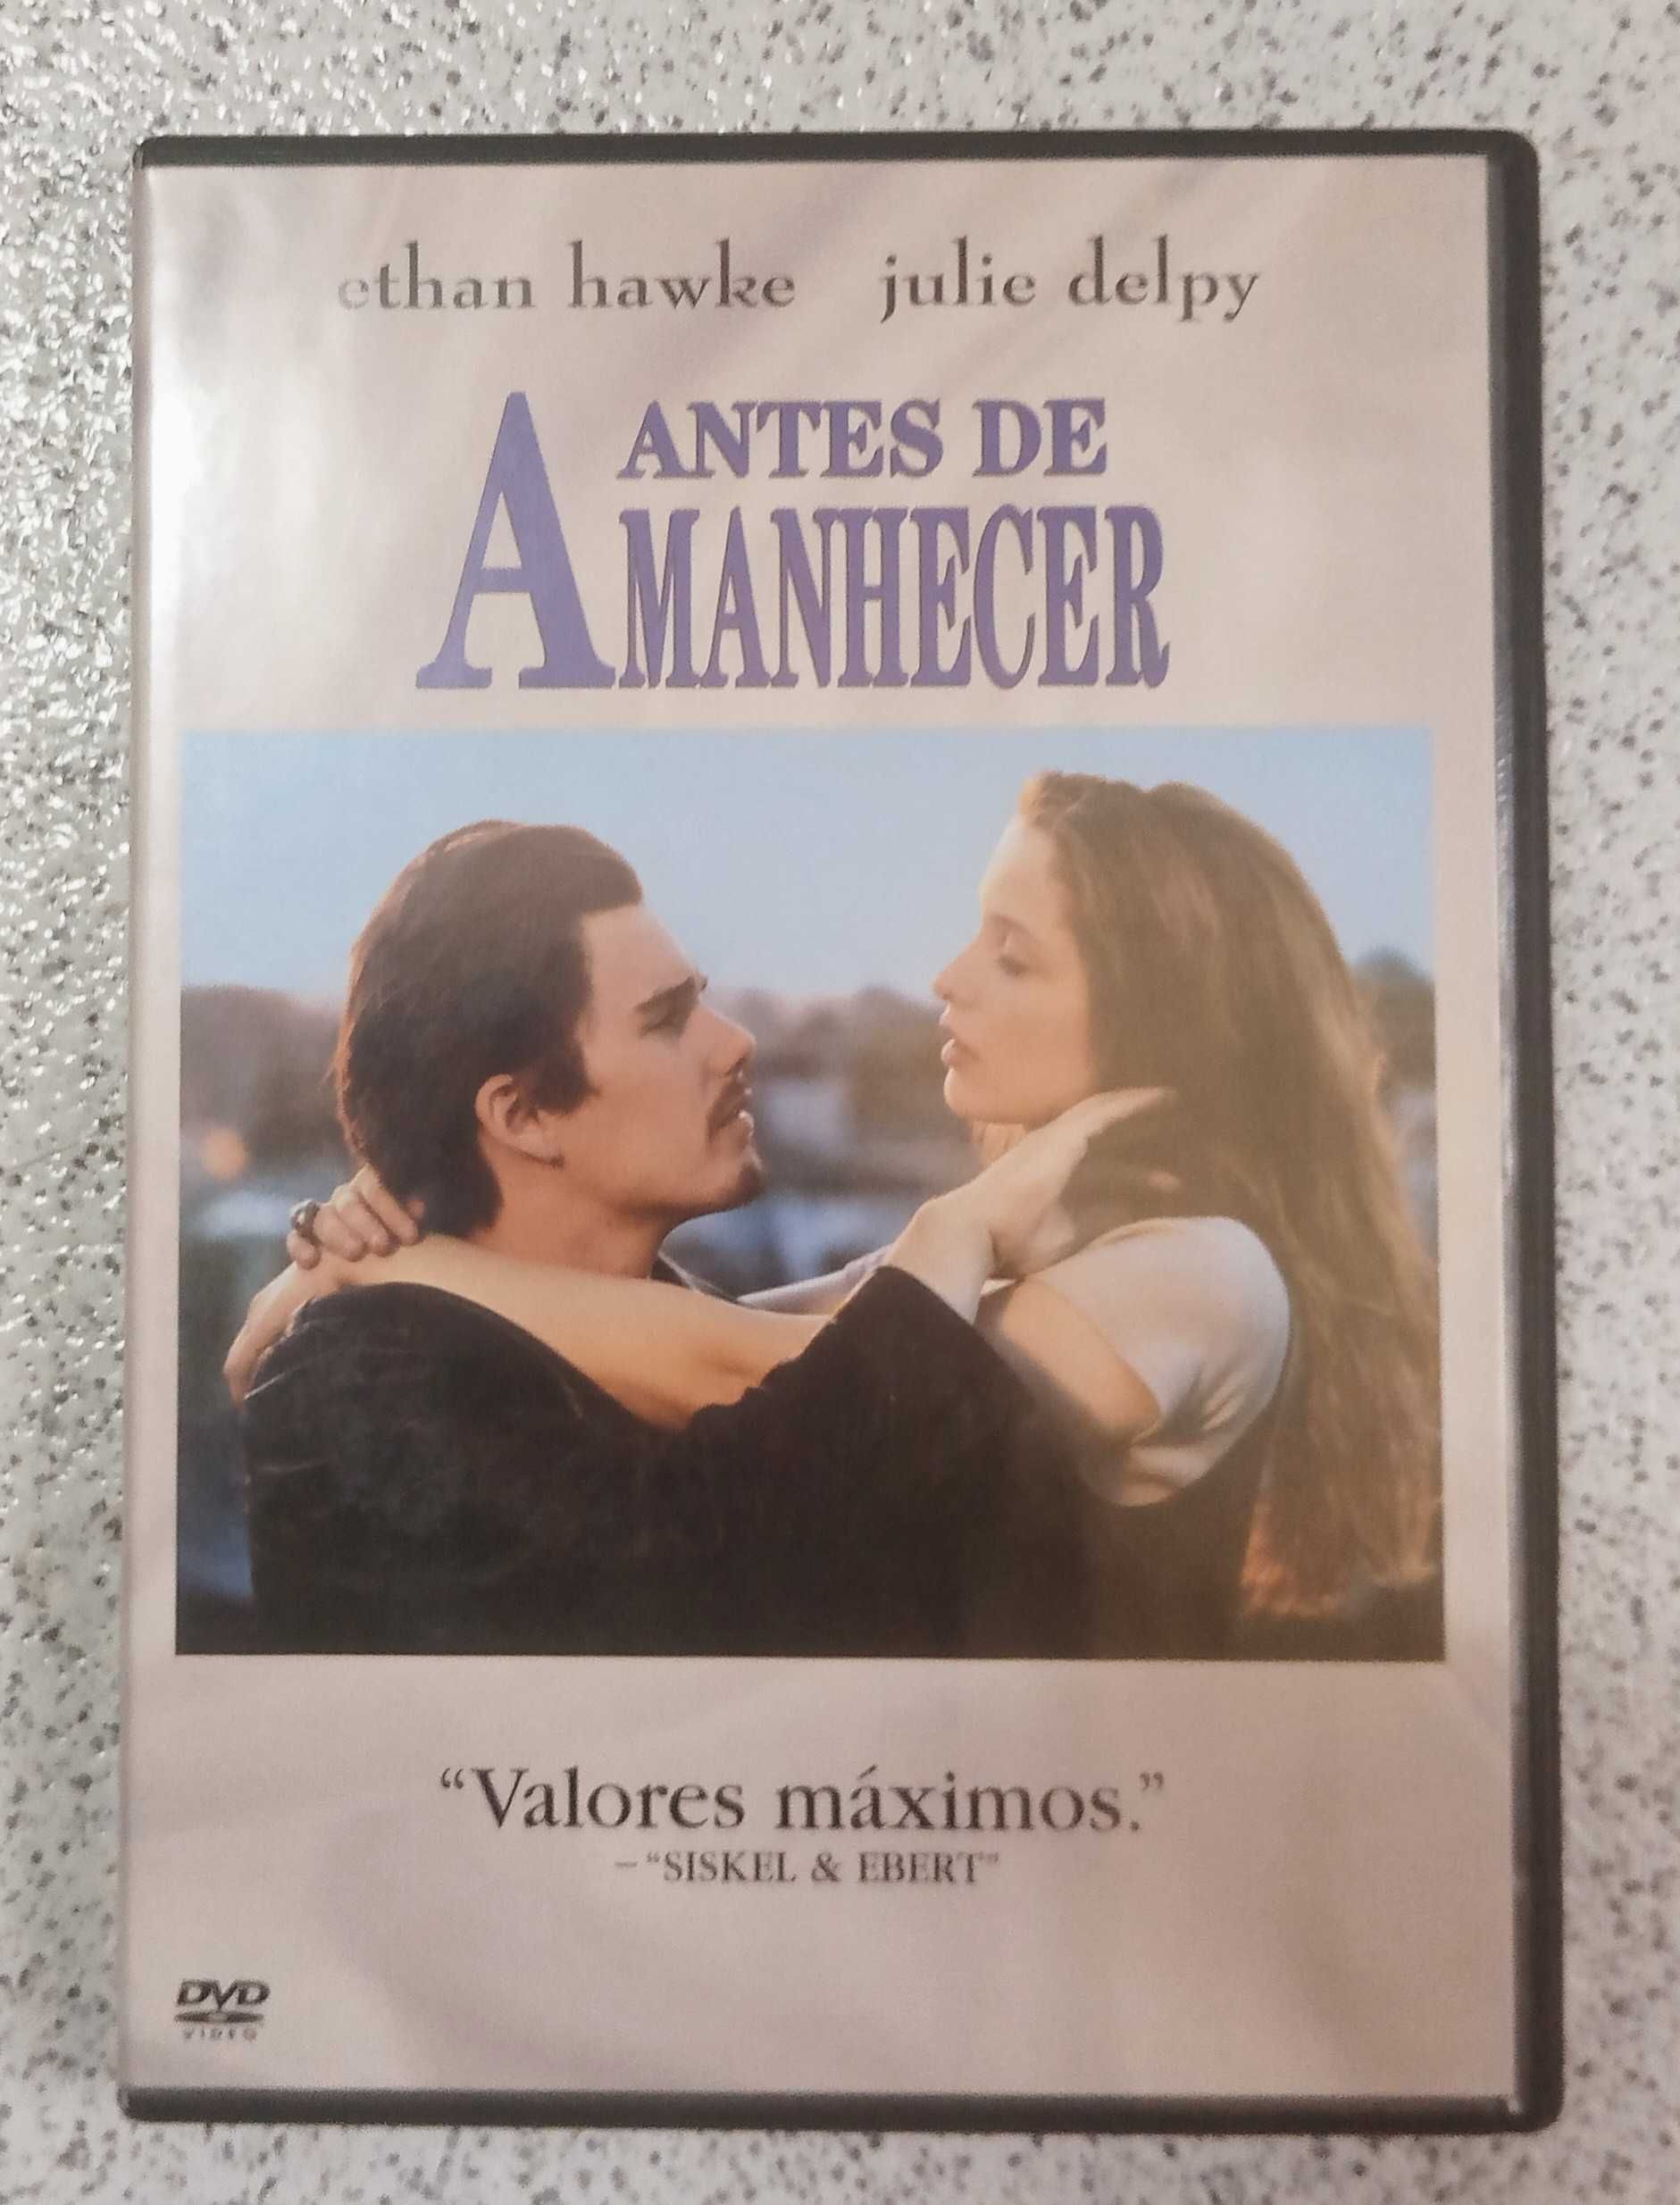 ethan hawke julie delpy
ANTES DE
AMANHECER
“Valores máximos.”
– “SISKEL & EBERT”
DVD
VIDEO